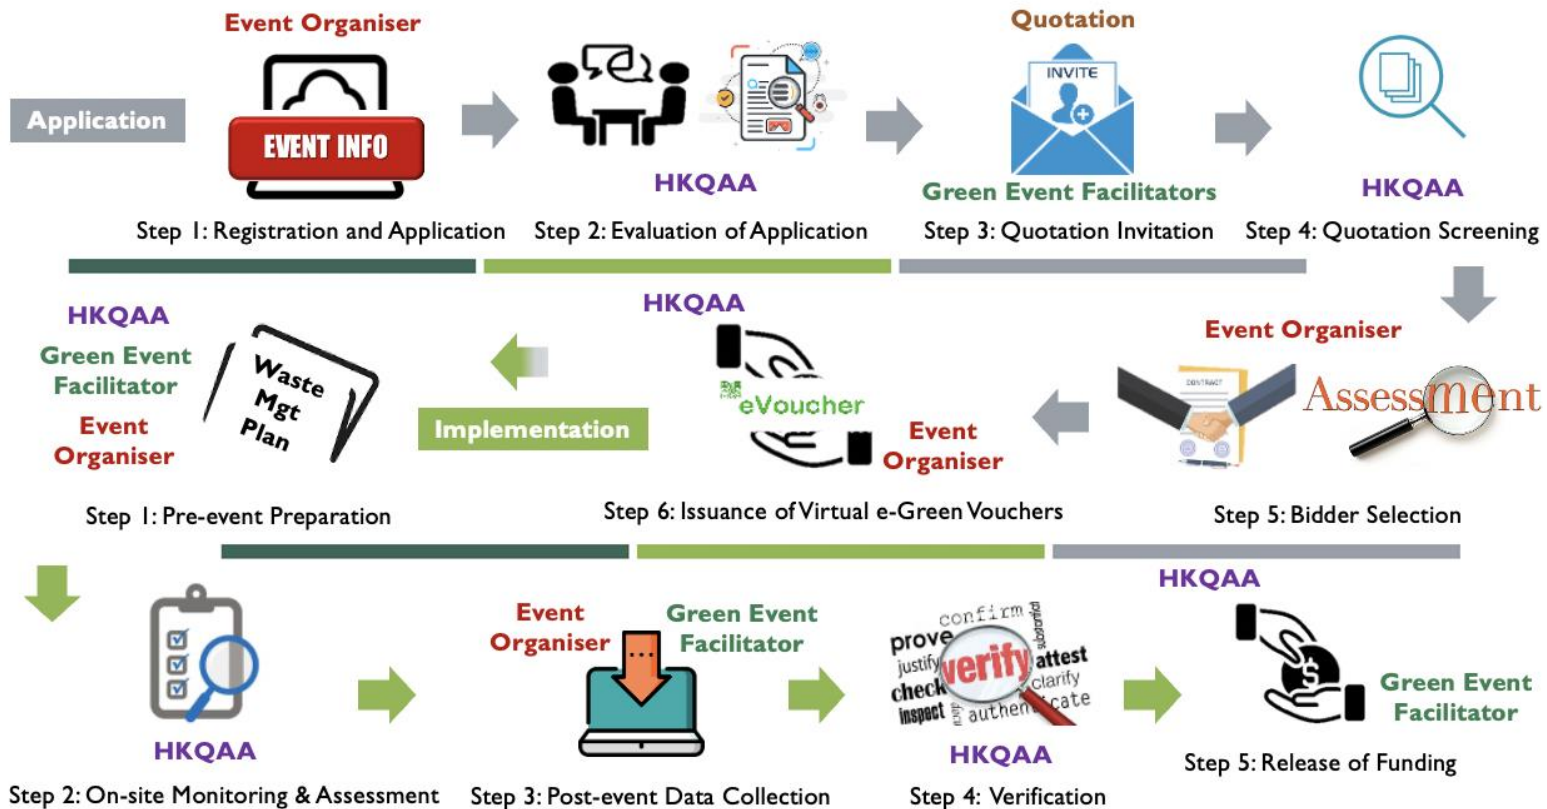 Application
Event Organiser
EVENT INFO
Step 1: Registration and Application
HKQAA
Step 2: Evaluation of Application
Quotation
INVITE
Green Event Facilitators
Step 3: Quotation Invitation
HKQAA
Step 4: Quotation Screening
Event Organiser
CONTRACT
Assessment
Step 5: Bidder Selection
HKQAA
eVoucher
Event
Organiser
Step 6: Issuance of Virtual e-Green Vouchers
Implementation
HKQAA
Green Event
Facilitator
Event
Organiser
Waste
Mgt
Plan
Step 1: Pre-event Preparation
HKQAA
Step 2: On-site Monitoring & Assessment
Event
Organiser
Green Event
Facilitator
...
Step 3: Post-event Data Collection
confirm
substantial
prove
justify
verify
attest
check
clarify
inspect
authenticate
HKQAA
Step 4: Verification
HKQAA
$
Green Event
Facilitator
Step 5: Release of Funding